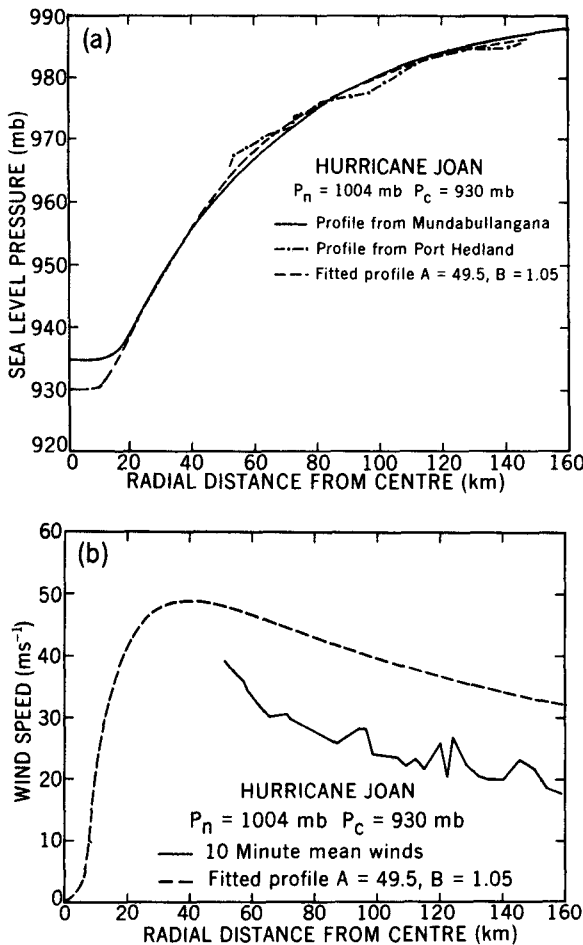 (a)
990
980
970
960
950
940
930
920
SEA LEVEL PRESSURE (mb)
HURRICANE JOAN
Pn = 1004 mb Pc = 930 mb
Profile from Mundabullangana
Profile from Port Hedland
Fitted profile A = 49.5, B = 1.05
0 20 40 60 80 100 120 140 160
RADIAL DISTANCE FROM CENTRE (km)
(b)
60
50
40
30
20
10
0
WIND SPEED (ms⁻¹)
HURRICANE JOAN
Pn = 1004 mb Pc = 930 mb
10 Minute mean winds
Fitted profile A = 49.5, B = 1.05
0 20 40 60 80 100 120 140 160
RADIAL DISTANCE FROM CENTRE (km)